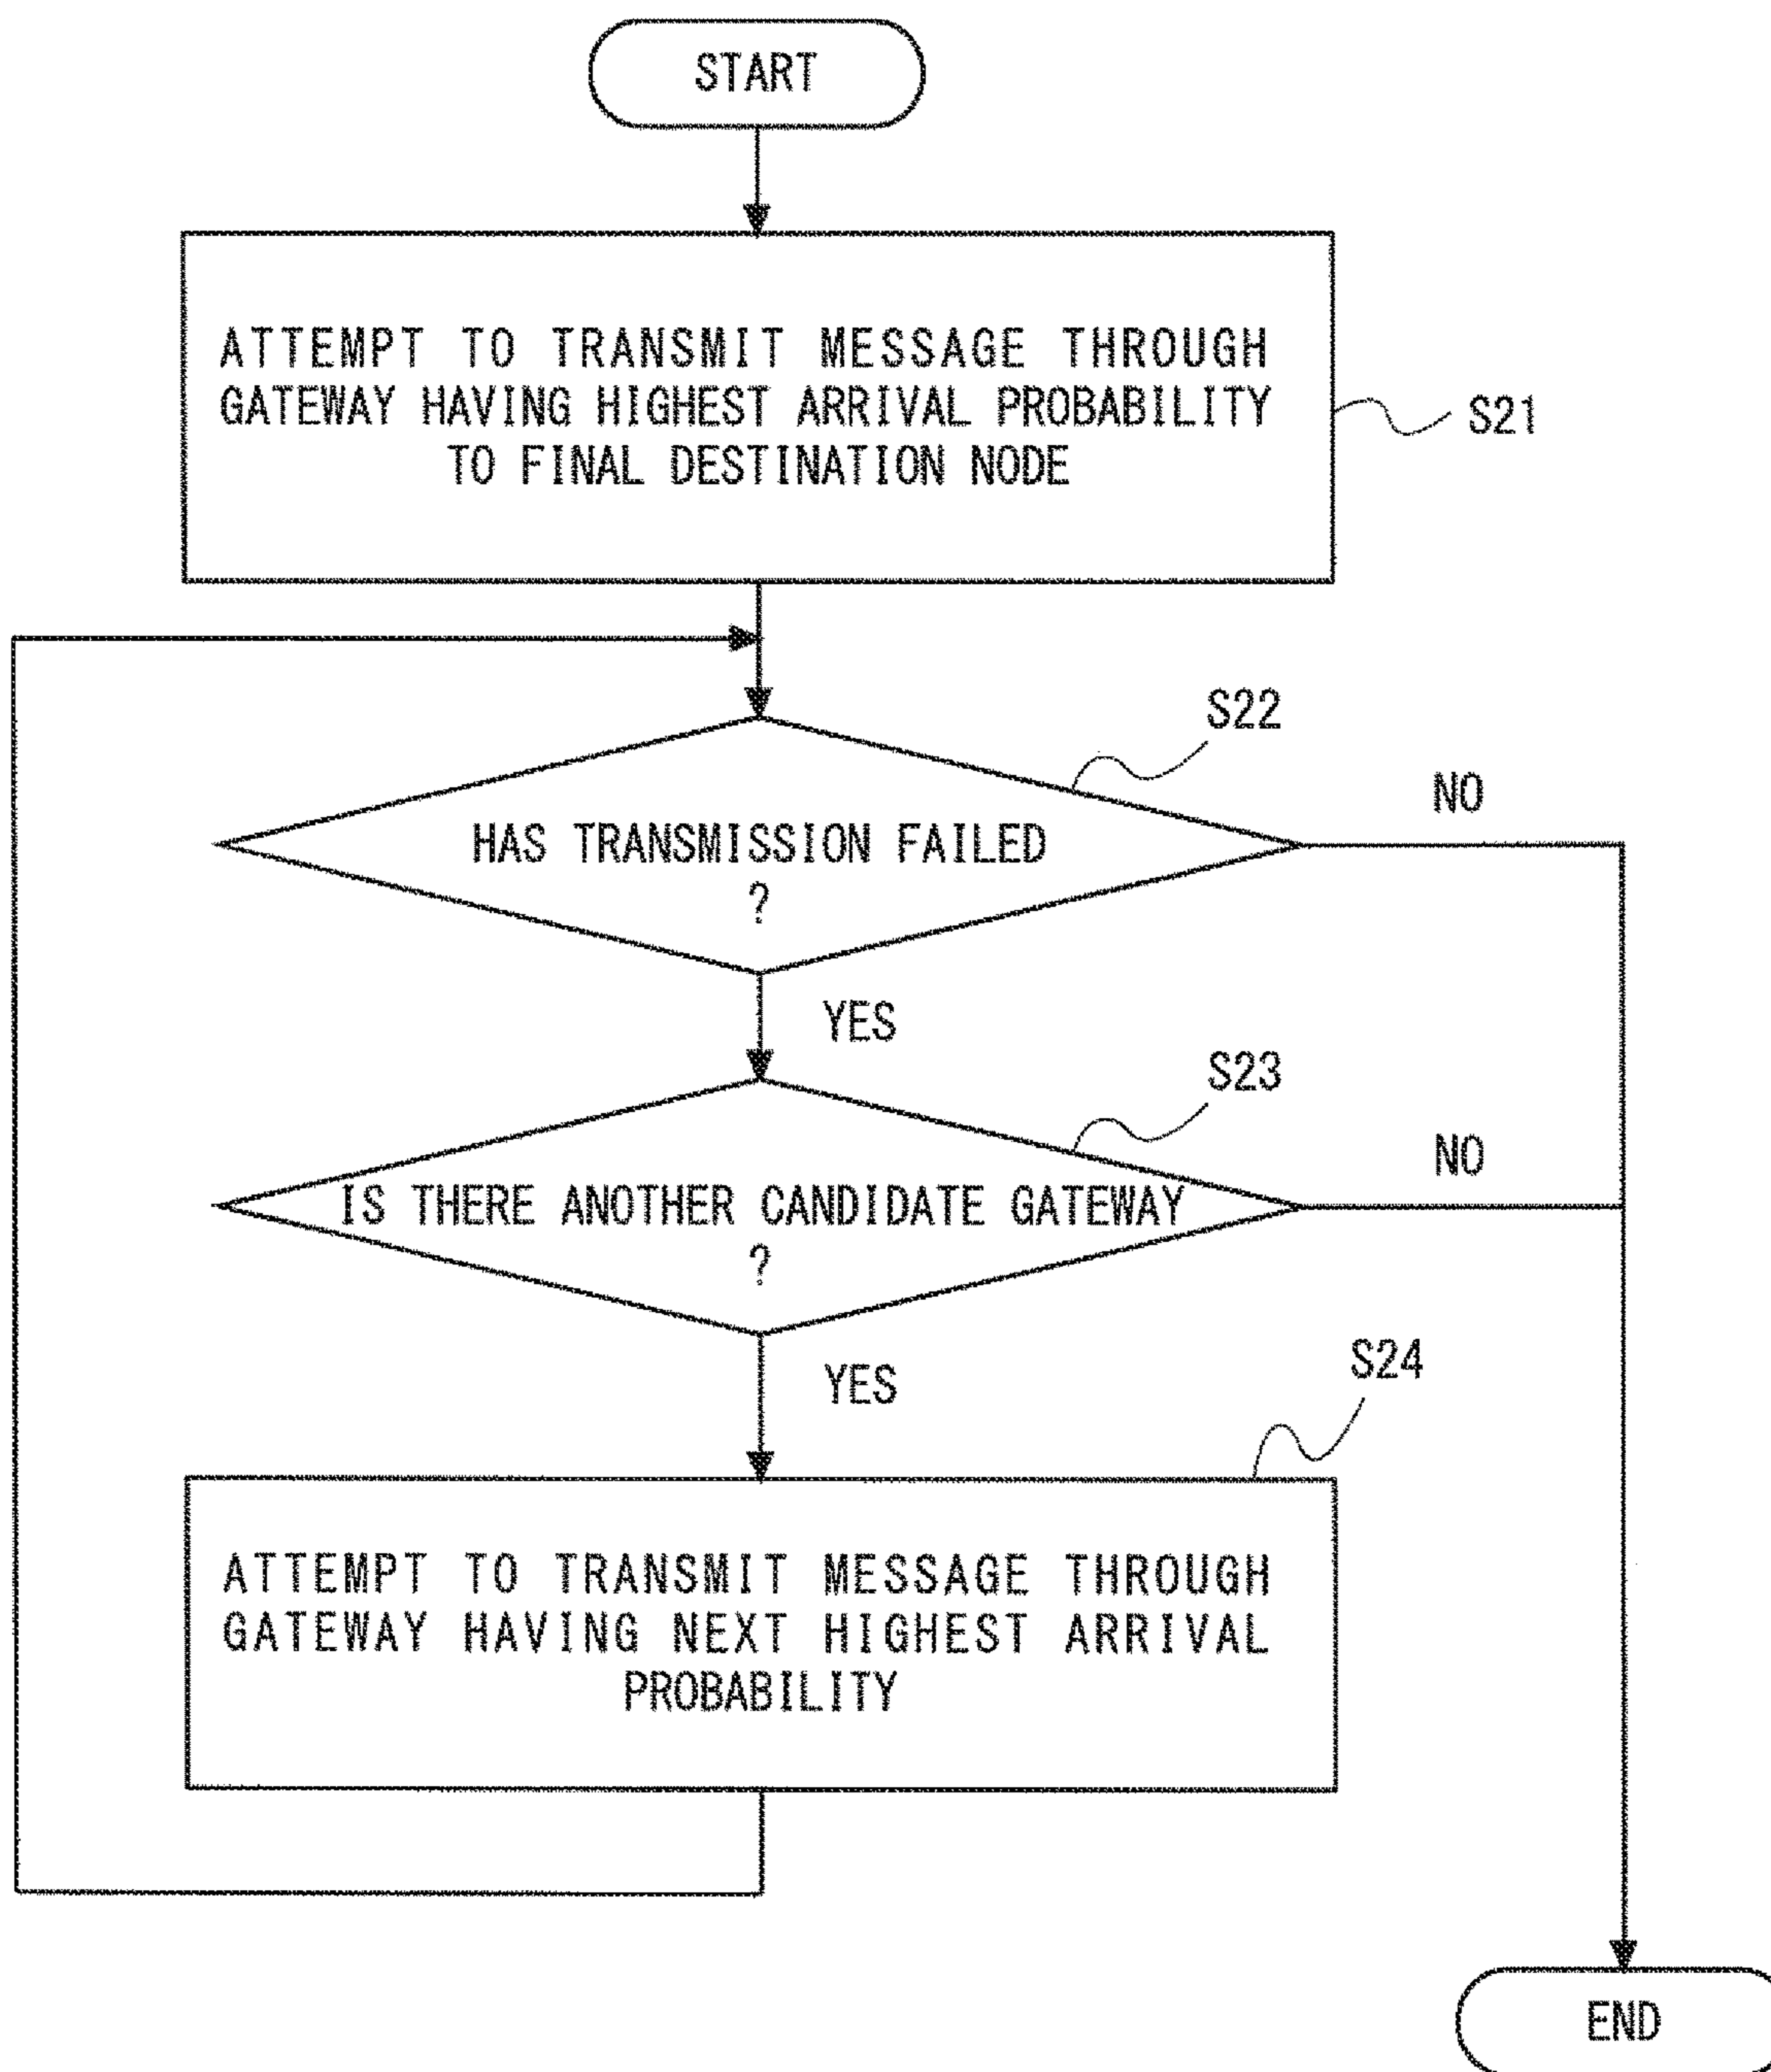 START
ATTEMPT TO TRANSMIT MESSAGE THROUGH
GATEWAY HAVING HIGHEST ARRIVAL PROBABILITY
TO FINAL DESTINATION NODE
S21
S22
NO
HAS TRANSMISSION FAILED
?
YES
S23
NO
IS THERE ANOTHER CANDIDATE GATEWAY
?
YES
S24
ATTEMPT TO TRANSMIT MESSAGE THROUGH
GATEWAY HAVING NEXT HIGHEST ARRIVAL
PROBABILITY
END